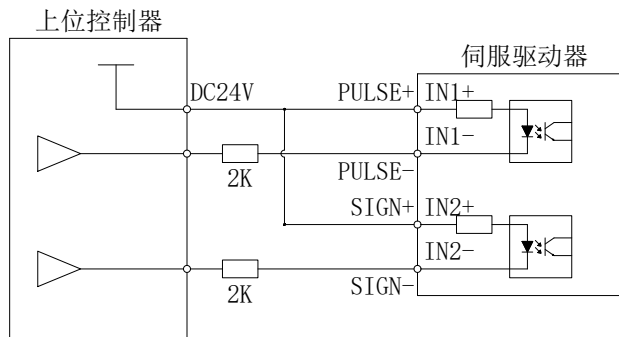 上位控制器
伺服驱动器
DC24V
PULSE+
IN1+
IN1-
2K
PULSE-
SIGN+
IN2+
IN2-
2K
SIGN-